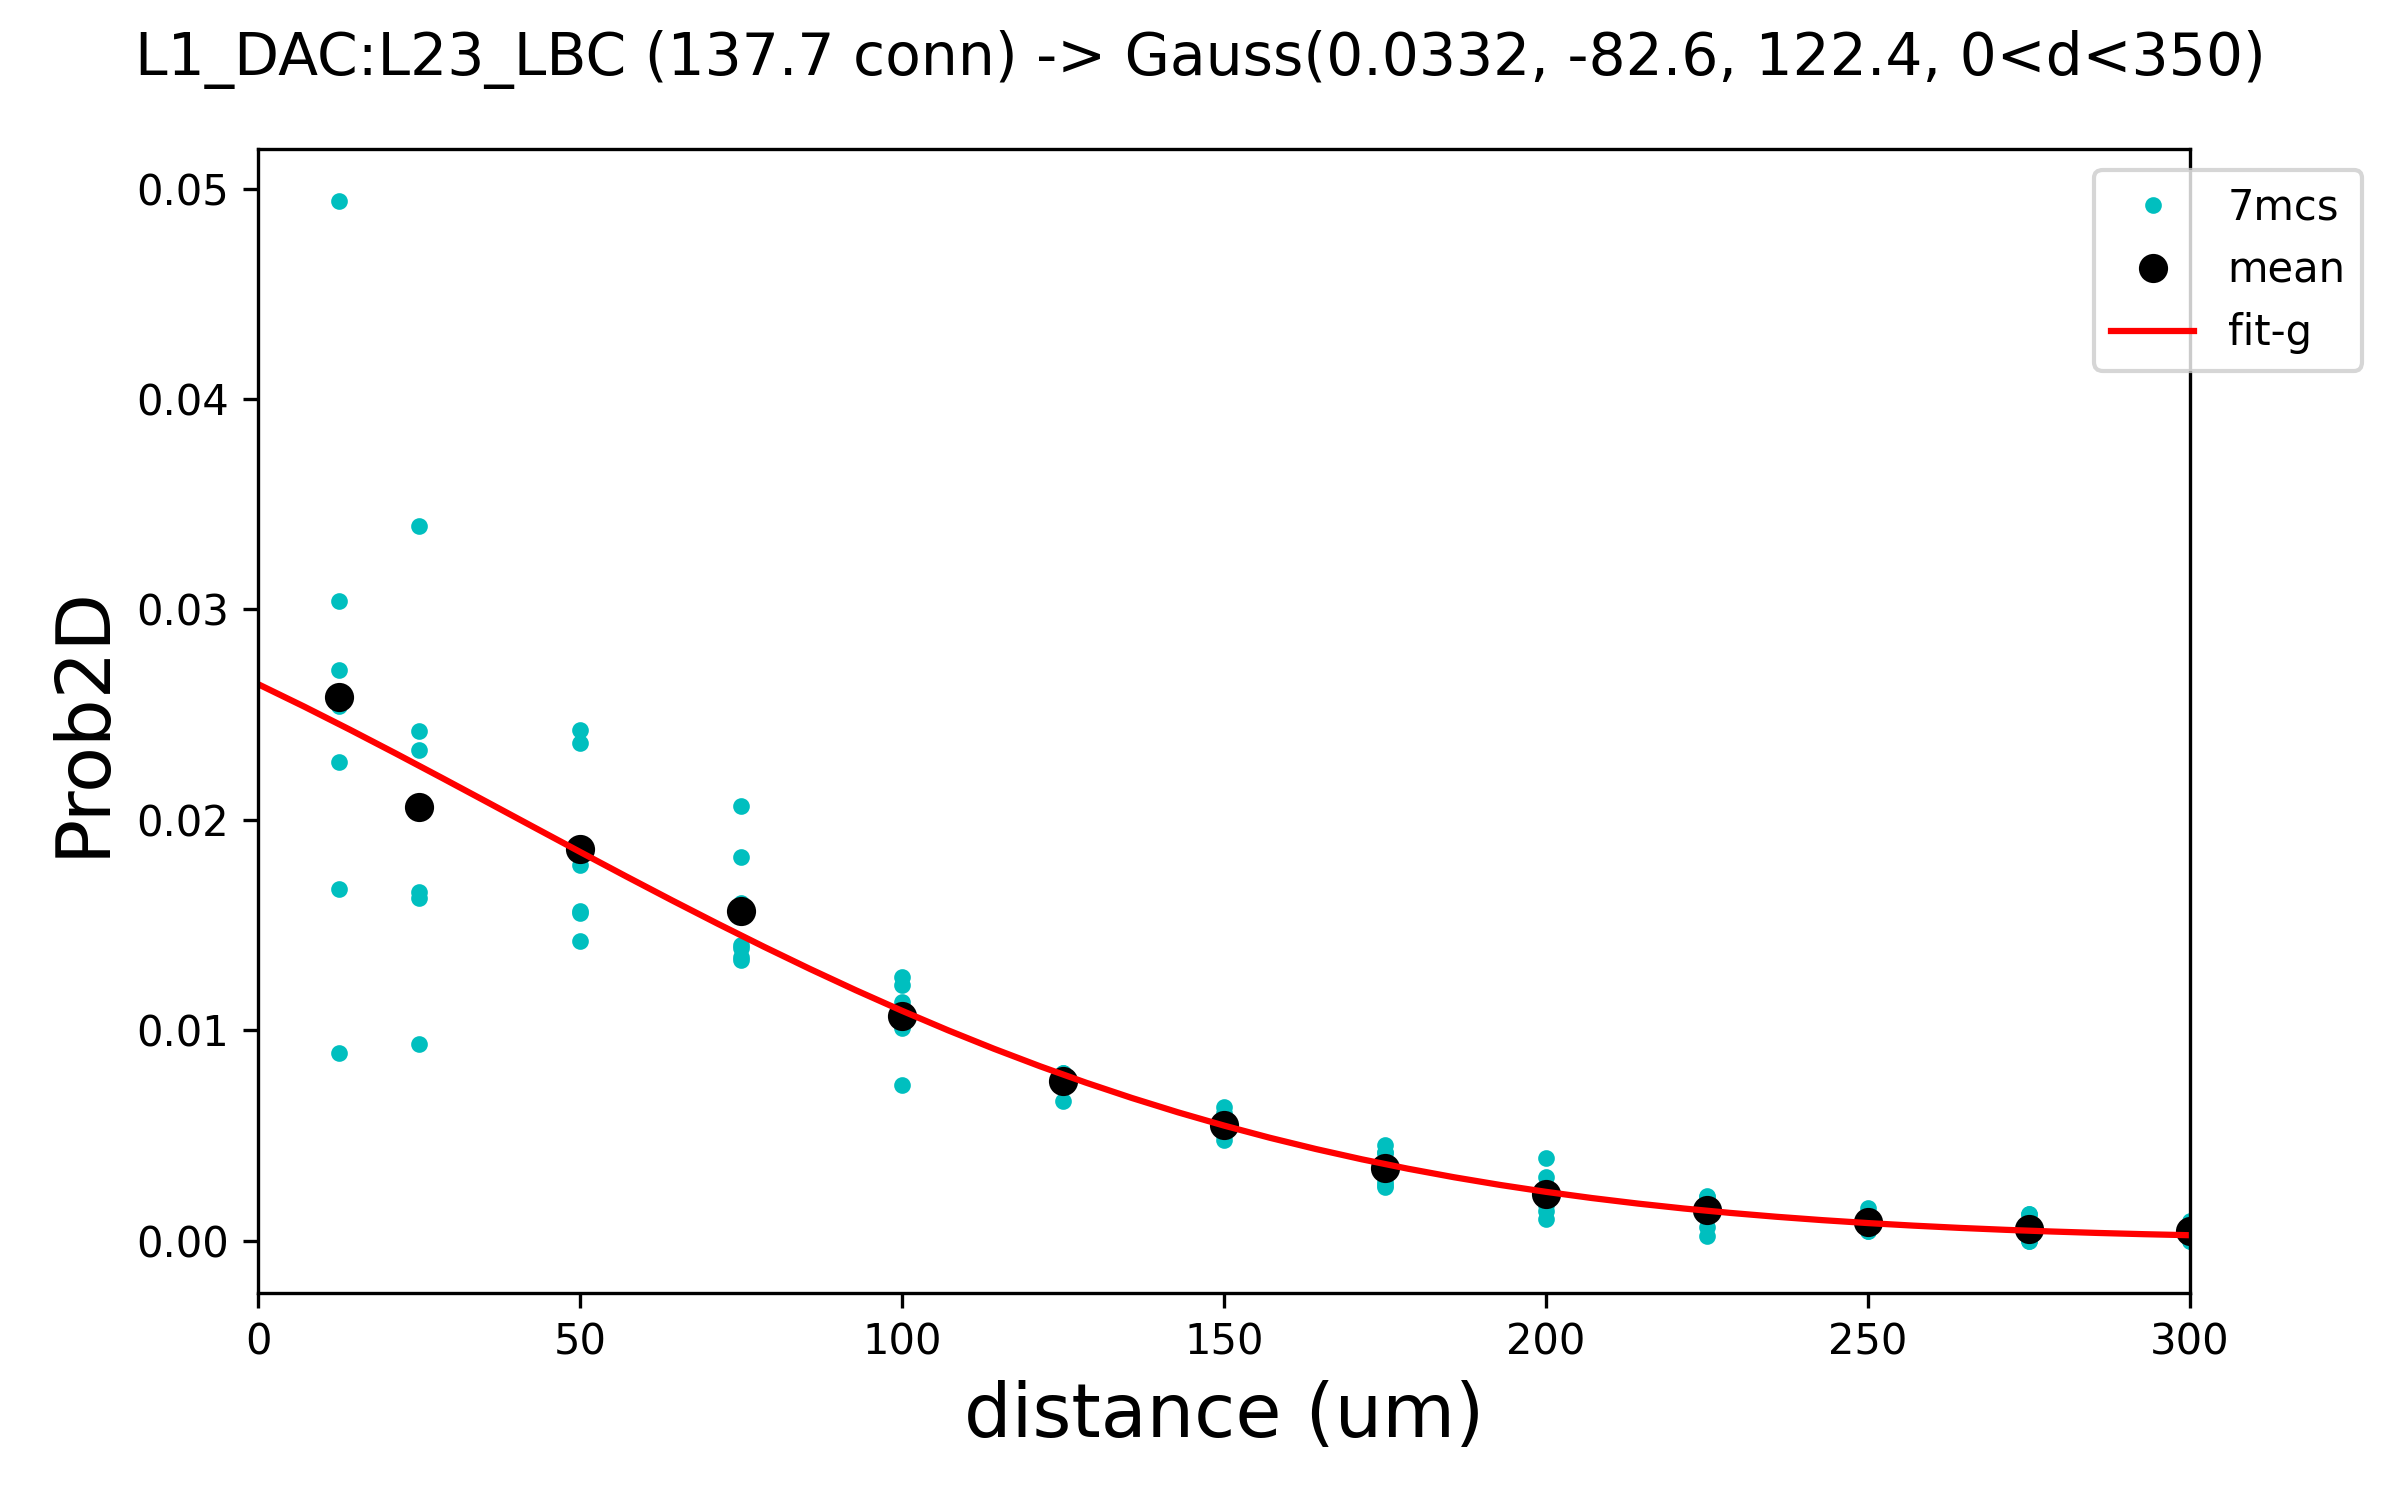 L1_DAC:L23_LBC (137.7 conn) -> Gauss(0.0332, -82.6, 122.4, 0<d<350)
7mcs
mean
fit-g
Prob2D
0.05
0.04
0.03
0.02
0.01
0.00
0 50 100 150 200 250 300
distance (um)